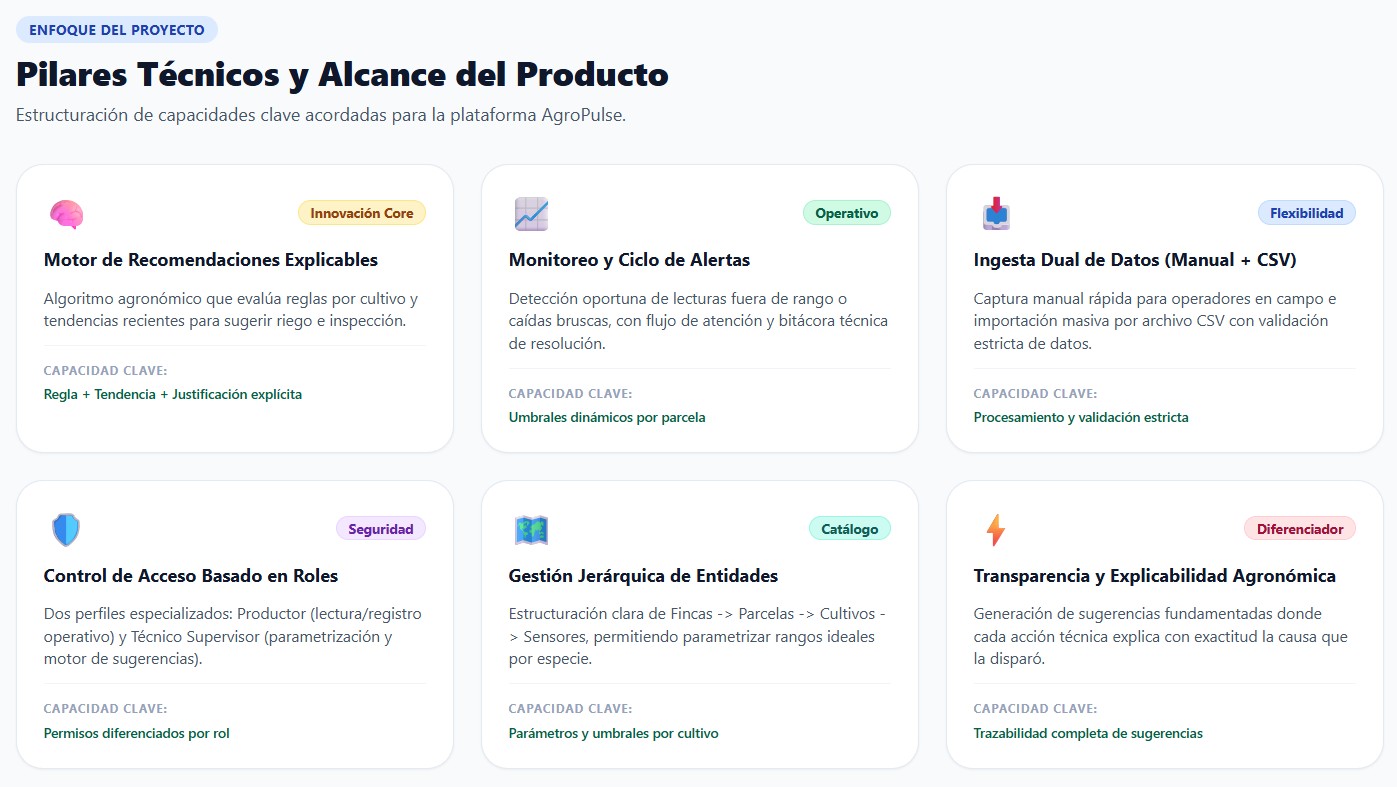 ENFOQUE DEL PROYECTO
Pilares Técnicos y Alcance del Producto
Estructuración de capacidades clave acordadas para la plataforma AgroPulse.
Innovación Core
Motor de Recomendaciones Explicables
Algoritmo agronómico que evalúa reglas por cultivo y
tendencias recientes para sugerir riego e inspección.
CAPACIDAD CLAVE:
Regla + Tendencia + Justificación explícita
Operativo
Monitoreo y Ciclo de Alertas
Detección oportuna de lecturas fuera de rango o
caídas bruscas, con flujo de atención y bitácora técnica
de resolución.
CAPACIDAD CLAVE:
Umbrales dinámicos por parcela
Flexibilidad
Ingesta Dual de Datos (Manual + CSV)
Captura manual rápida para operadores en campo e
importación masiva por archivo CSV con validación
estricta de datos.
CAPACIDAD CLAVE:
Procesamiento y validación estricta
Seguridad
Control de Acceso Basado en Roles
Dos perfiles especializados: Productor (lectura/registro
operativo) y Técnico Supervisor (parametrización y
motor de sugerencias).
CAPACIDAD CLAVE:
Permisos diferenciados por rol
Catálogo
Gestión Jerárquica de Entidades
Estructuración clara de Fincas -> Parcelas -> Cultivos -
> Sensores, permitiendo parametrizar rangos ideales
por especie.
CAPACIDAD CLAVE:
Parámetros y umbrales por cultivo
Diferenciador
Transparencia y Explicabilidad Agronómica
Generación de sugerencias fundamentadas donde
cada acción técnica explica con exactitud la causa que
la disparó.
CAPACIDAD CLAVE:
Trazabilidad completa de sugerencias